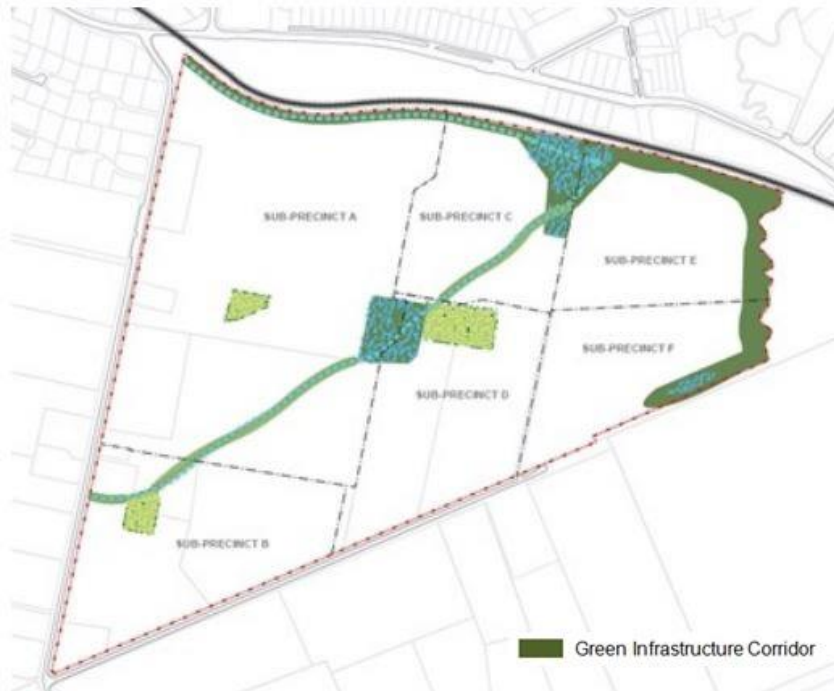 SUB-PRECINCT A
SUB-PRECINCT C
SUB-PRECINCT E
SUB-PRECINCT F
SUB-PRECINCT D
SUB-PRECINCT B
Green Infrastructure Corridor